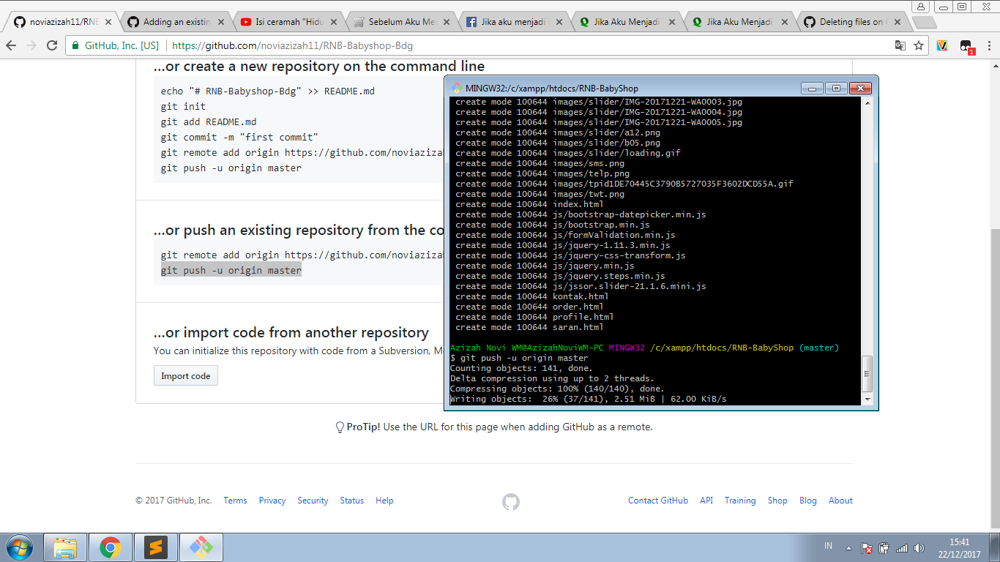 noviazizah11/RNB
Adding an existin
Isi ceramah "Hidu
Sebelum Aku Me
Jika aku menjadi
Jika Aku Menjadi
Jika Aku Menjadi
Deleting files on
GitHub, Inc. [US]
https://github.com/noviazizah11/RNB-Babyshop-Bdg
1
...or create a new repository on the command line
echo "# RNB-Babyshop-Bdg" >> README.md
git init
git add README.md
git commit -m "first commit"
git remote add origin https://github.com/noviaziza
git push -u origin master
...or push an existing repository from the co
git remote add origin https://github.com/noviaziza
git push -u origin master
...or import code from another repository
You can initialize this repository with code from a Subversion, M
Import code
MINGW32:/c/xampp/htdocs/RNB-BabyShop
create mode 100644 images/slider/IMG-20171221-WA0003.jpg
create mode 100644 images/slider/IMG-20171221-WA0004.jpg
create mode 100644 images/slider/IMG-20171221-WA0005.jpg
create mode 100644 images/slider/a12.png
create mode 100644 images/slider/b05.png
create mode 100644 images/slider/loading.gif
create mode 100644 images/sms.png
create mode 100644 images/telp.png
create mode 100644 images/tpid1DE70445C3790B5727035F3602DCD55A.gif
create mode 100644 images/twt.png
create mode 100644 index.html
create mode 100644 js/bootstrap-datepicker.min.js
create mode 100644 js/bootstrap.min.js
create mode 100644 js/formValidation.min.js
create mode 100644 js/jquery-1.11.3.min.js
create mode 100644 js/jquery-css-transform.js
create mode 100644 js/jquery.min.js
create mode 100644 js/jquery.steps.min.js
create mode 100644 js/jssor.slider-21.1.6.mini.js
create mode 100644 kontak.html
create mode 100644 order.html
create mode 100644 profile.html
create mode 100644 saran.html
Azizah Novi WM@AzizahNoviWM-PC MINGW32 /c/xampp/htdocs/RNB-BabyShop (master)
$ git push -u origin master
Counting objects: 141, done.
Delta compression using up to 2 threads.
Compressing objects: 100% (140/140), done.
Writing objects:  26% (37/141), 2.51 MiB | 62.00 KiB/s
ProTip! Use the URL for this page when adding GitHub as a remote.
© 2017 GitHub, Inc. Terms Privacy Security Status Help
Contact GitHub API Training Shop Blog About
IN
15:41
22/12/2017